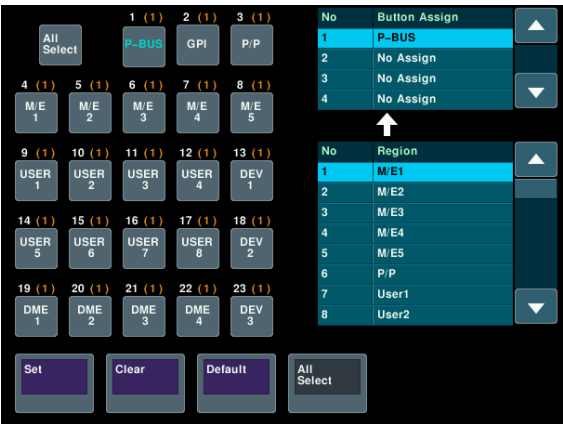 1 (1) 2 (1) 3 (1)
All
Select
P-BUS GPI P/P
4 (1) 5 (1) 6 (1) 7 (1) 8 (1)
M/E
1
M/E
2
M/E
3
M/E
4
M/E
5
9 (1) 10 (1) 11 (1) 12 (1) 13 (1)
USER
1
USER
2
USER
3
USER
4
DEV
1
14 (1) 15 (1) 16 (1) 17 (1) 18 (1)
USER
5
USER
6
USER
7
USER
8
DEV
2
19 (1) 20 (1) 21 (1) 22 (1) 23 (1)
DME
1
DME
2
DME
3
DME
4
DEV
3
Set
Clear
Default
All
Select
No Button Assign
1 P-BUS
2 No Assign
3 No Assign
4 No Assign
No Region
1 M/E1
2 M/E2
3 M/E3
4 M/E4
5 M/E5
6 P/P
7 User1
8 User2